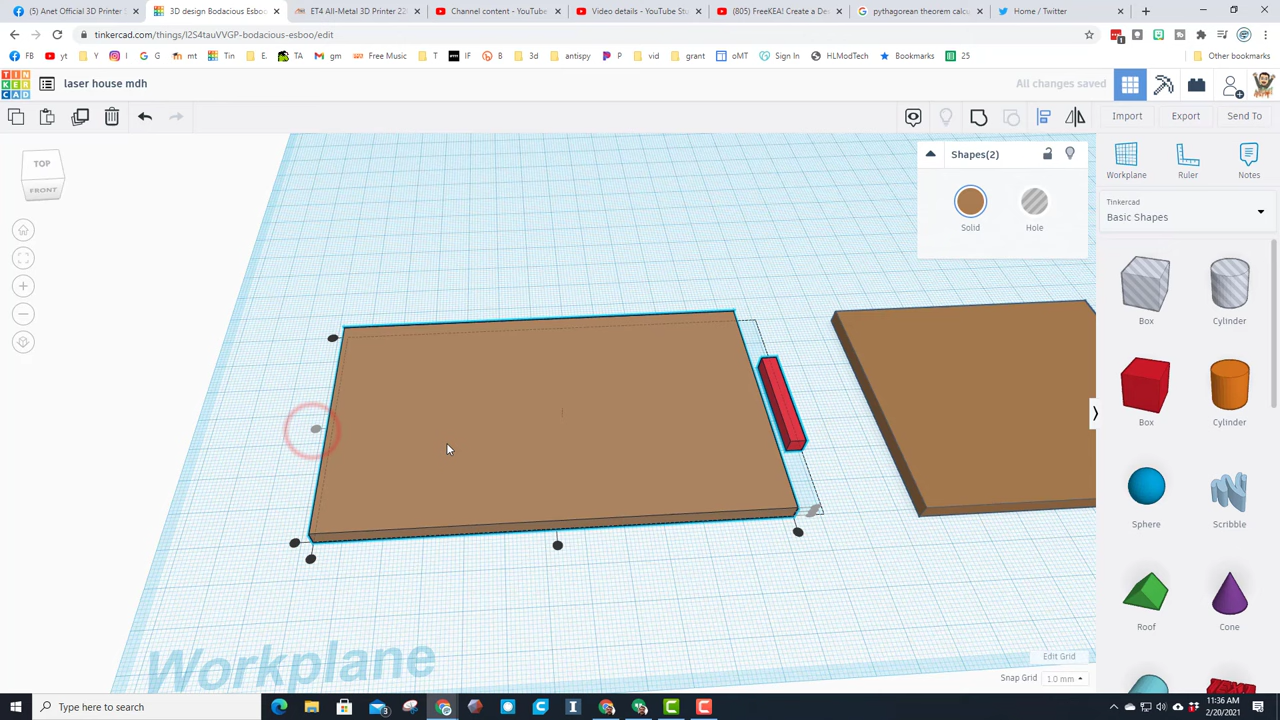 (5) Anet Official 3D Printer
3D design Bodacious Esbo
ET4 All-Metal 3D Printer 22
Channel content - YouTube
Video details - YouTube Stu
(805) FreeKEA! Create a De
pythagorean theorem calcu
Home / Twitter
tinkercad.com/things/I2S4tauVVGP-bodacious-esboo/edit
FB
yt
Y
I
G
mt
Tin
TA
gm
Free Music
T
IF
B
3d
antispy
P
vid
grant
oMT
Sign In
HLModTech
Bookmarks
25
Other bookmarks
TIN
KER
CAD
laser house mdh
All changes saved
Import
Export
Send To
TOP
FRONT
Shapes(2)
Solid
Hole
Workplane
Ruler
Notes
Tinkercad
Basic Shapes
Box
Cylinder
Box
Cylinder
Sphere
Scribble
Roof
Cone
Workplane
Edit Grid
Snap Grid
1.0 mm
Type here to search
11:36 AM
2/20/2021